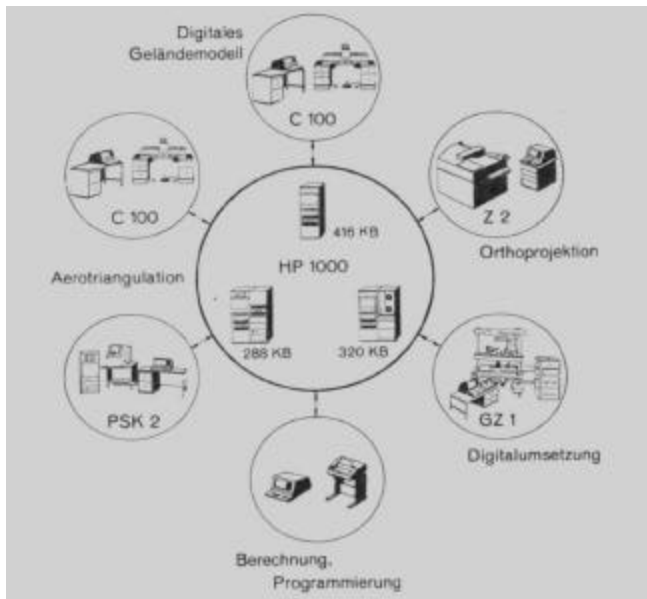 Digitales
Geländemodell
C 100
C 100
Z 2
416 KB
HP 1000
Orthoprojektion
Aerotriangulation
288 KB
320 KB
PSK 2
GZ 1
Digitalumsetzung
Berechnung,
Programmierung